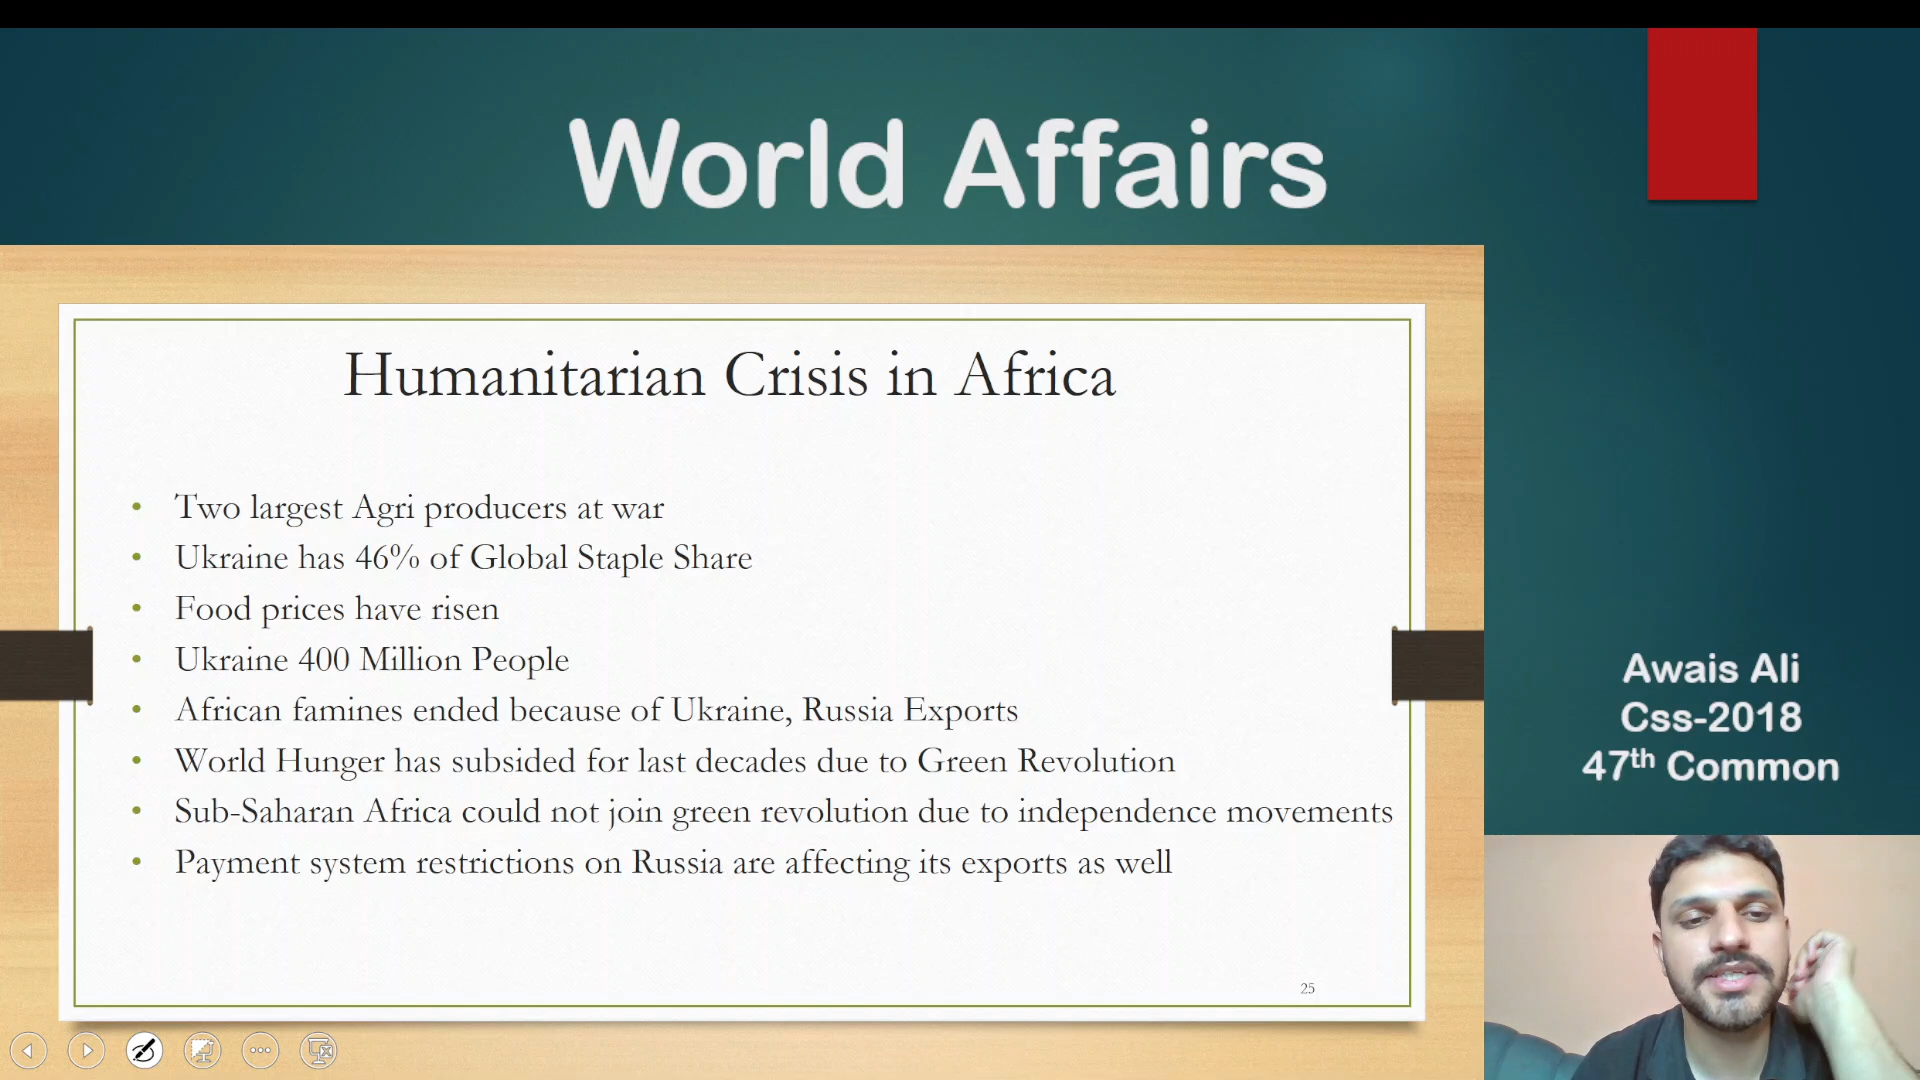 World Affairs
Humanitarian Crisis in Africa
• Two largest Agri producers at war
• Ukraine has 46% of Global Staple Share
• Food prices have risen
• Ukraine 400 Million People
• African famines ended because of Ukraine, Russia Exports
• World Hunger has subsided for last decades due to Green Revolution
• Sub-Saharan Africa could not join green revolution due to independence movements
• Payment system restrictions on Russia are affecting its exports as well
25
Awais Ali
Css-2018
47th Common